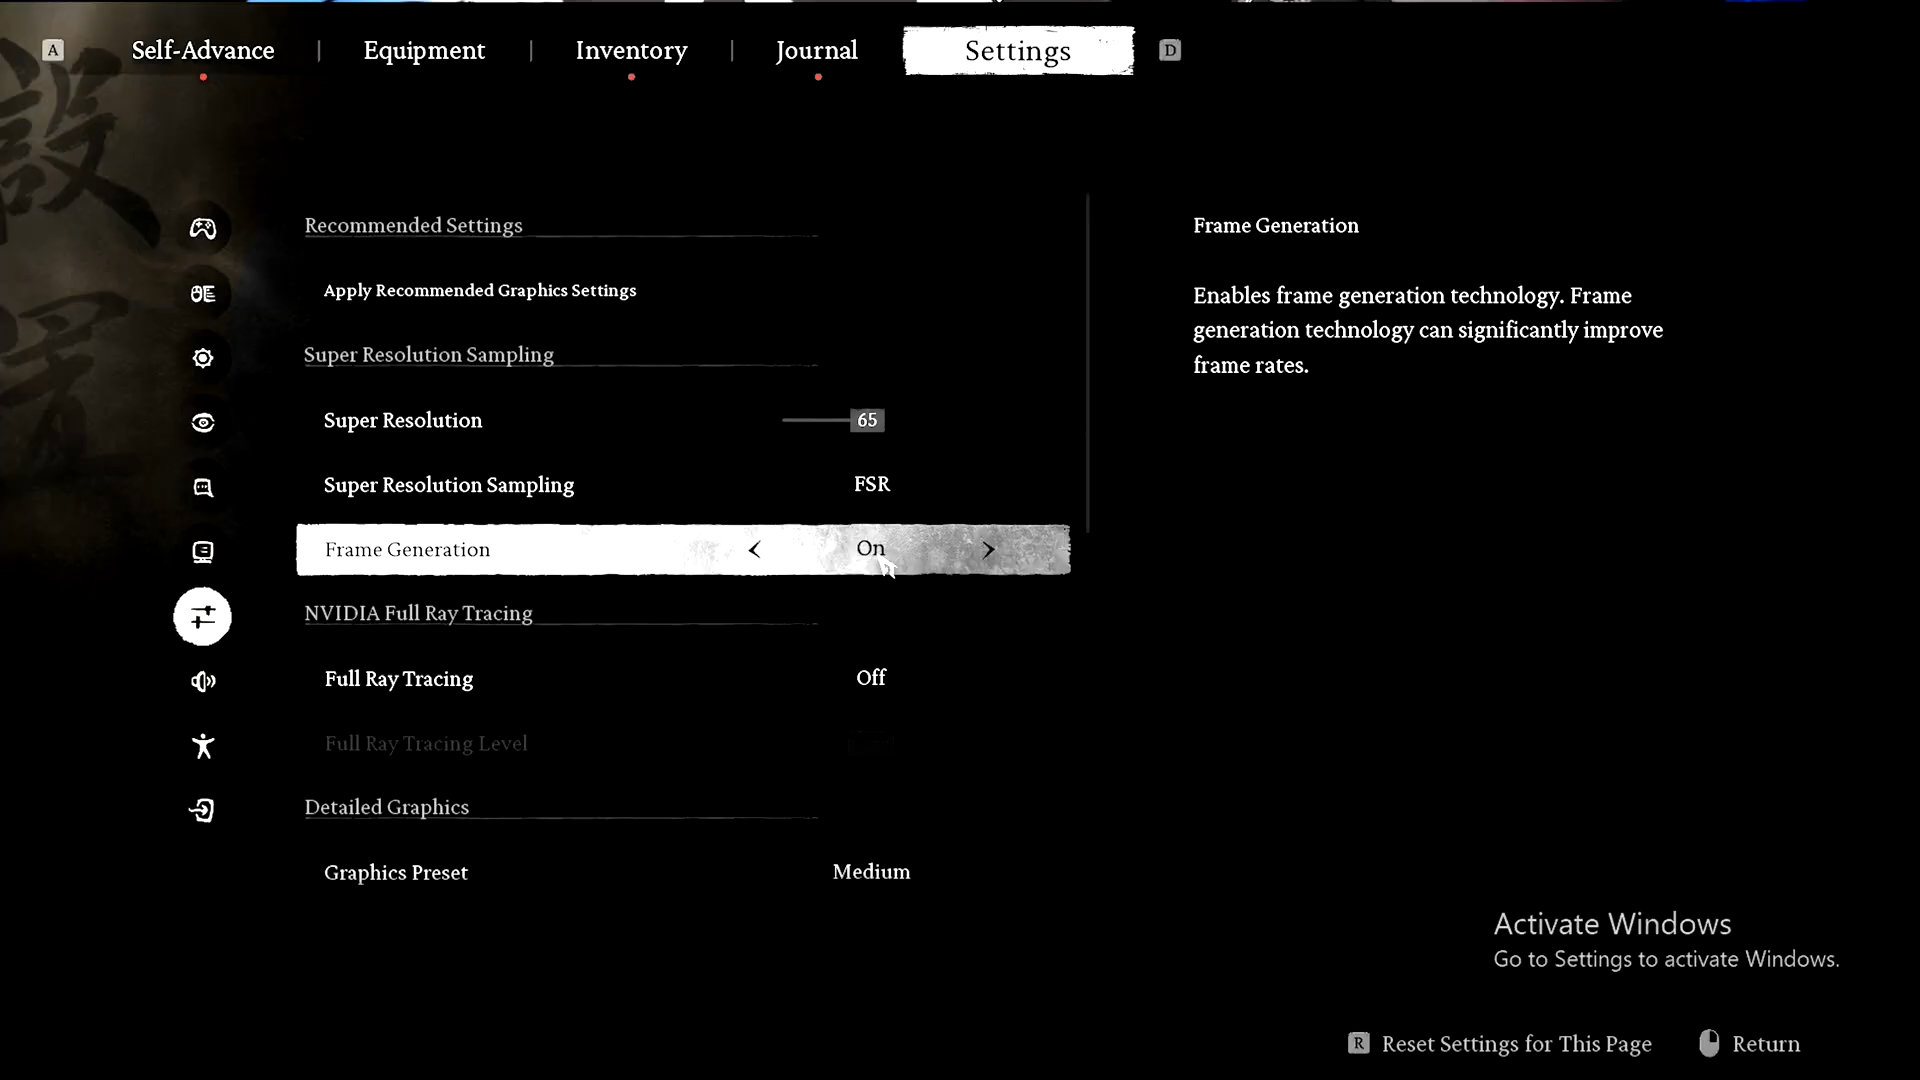 A
Self-Advance
Equipment
Inventory
Journal
Settings
D
設
置
Recommended Settings
Apply Recommended Graphics Settings
Super Resolution Sampling
Super Resolution
65
Super Resolution Sampling
FSR
Frame Generation
On
NVIDIA Full Ray Tracing
Full Ray Tracing
Off
Full Ray Tracing Level
Detailed Graphics
Graphics Preset
Medium
Frame Generation
Enables frame generation technology. Frame
generation technology can significantly improve
frame rates.
Activate Windows
Go to Settings to activate Windows.
R
Reset Settings for This Page
Return